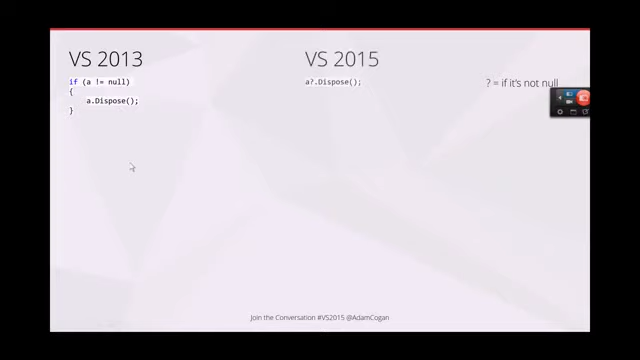 VS 2013
if (a != null)
{
a.Dispose();
}
VS 2015
a?.Dispose();
? = if it's not null
Join the Conversation #VS2015 @AdamCogan